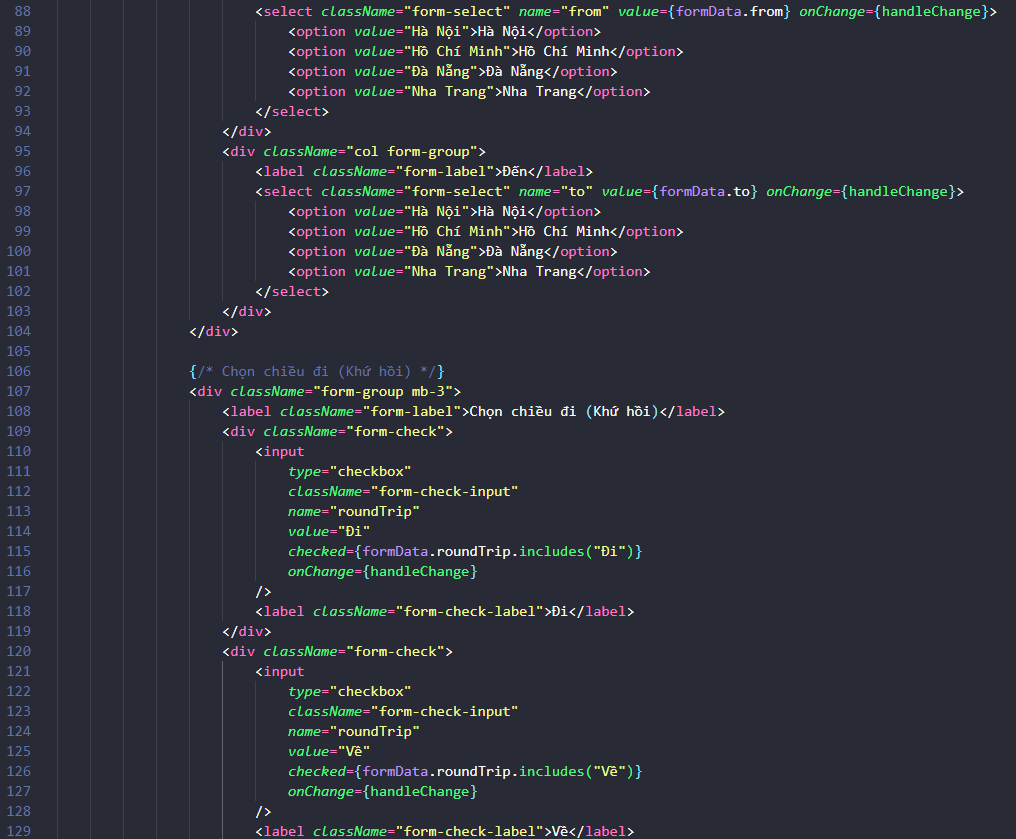 88 <select className="form-select" name="from" value={formData.from} onChange={handleChange}>
89 <option value="Hà Nội">Hà Nội</option>
90 <option value="Hồ Chí Minh">Hồ Chí Minh</option>
91 <option value="Đà Nẵng">Đà Nẵng</option>
92 <option value="Nha Trang">Nha Trang</option>
93 </select>
94 </div>
95 <div className="col form-group">
96 <label className="form-label">Đến</label>
97 <select className="form-select" name="to" value={formData.to} onChange={handleChange}>
98 <option value="Hà Nội">Hà Nội</option>
99 <option value="Hồ Chí Minh">Hồ Chí Minh</option>
100 <option value="Đà Nẵng">Đà Nẵng</option>
101 <option value="Nha Trang">Nha Trang</option>
102 </select>
103 </div>
104 </div>
105
106 {/* Chọn chiều đi (Khứ hồi) */}
107 <div className="form-group mb-3">
108 <label className="form-label">Chọn chiều đi (Khứ hồi)</label>
109 <div className="form-check">
110 <input
111 type="checkbox"
112 className="form-check-input"
113 name="roundTrip"
114 value="Đi"
115 checked={formData.roundTrip.includes("Đi")}
116 onChange={handleChange}
117 />
118 <label className="form-check-label">Đi</label>
119 </div>
120 <div className="form-check">
121 <input
122 type="checkbox"
123 className="form-check-input"
124 name="roundTrip"
125 value="Về"
126 checked={formData.roundTrip.includes("Về")}
127 onChange={handleChange}
128 />
129 <label className="form-check-label">Về</label>